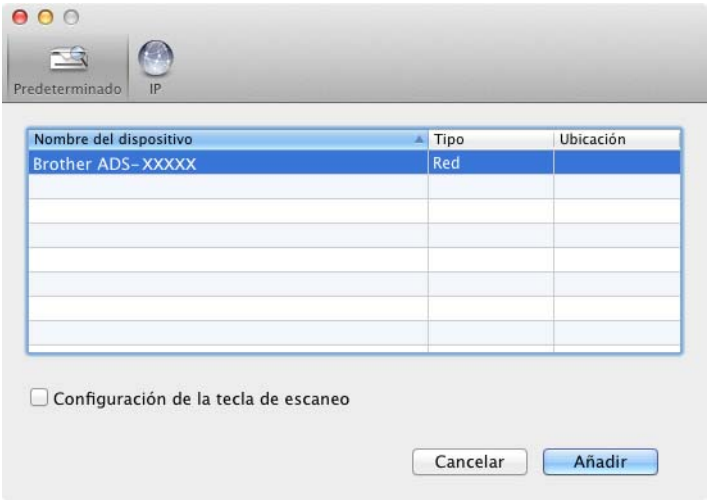 Predeterminado IP
Nombre del dispositivo Tipo Ubicación
Brother ADS-XXXXX Red
Configuración de la tecla de escaneo
Cancelar Añadir